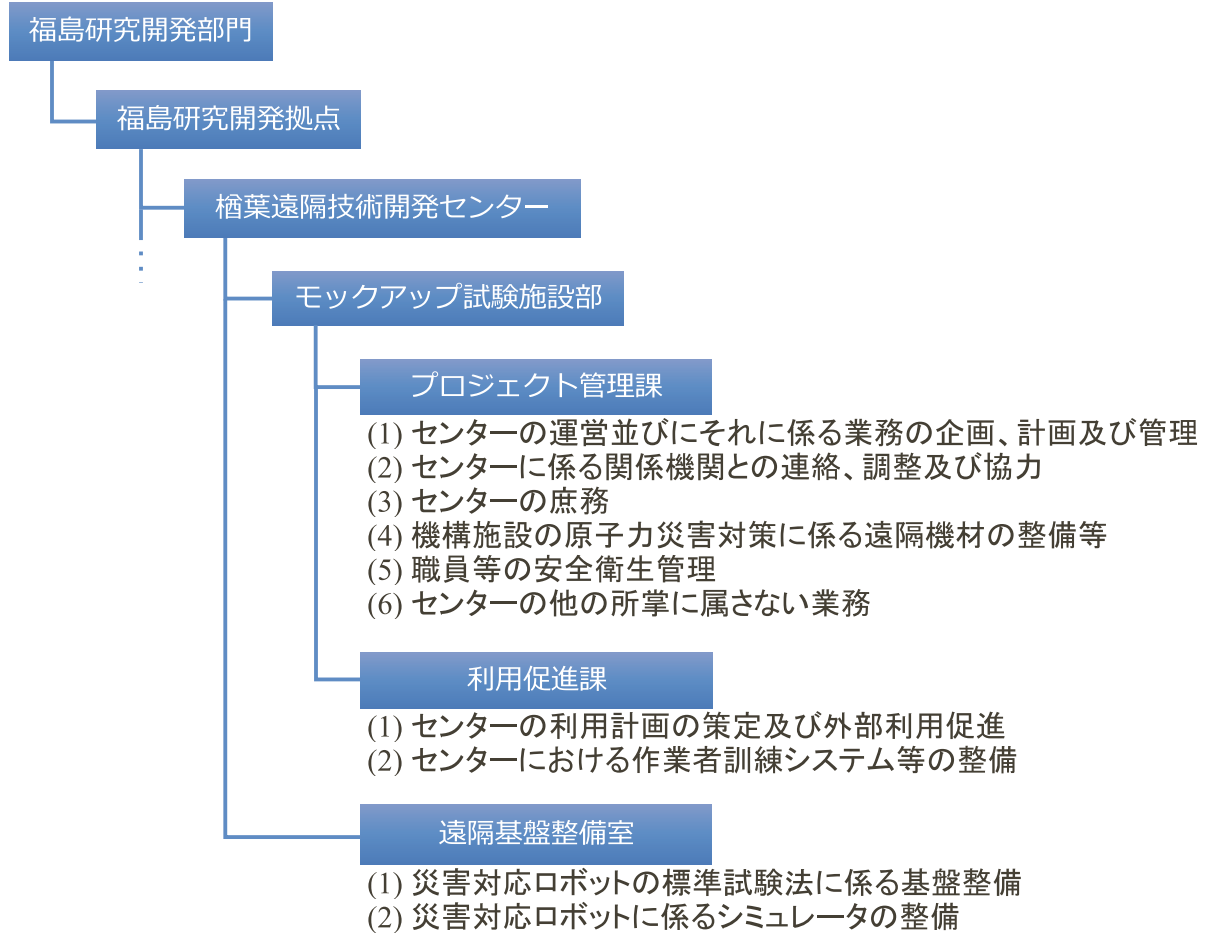 福島研究開発部門
福島研究開発拠点
楢葉遠隔技術開発センター
モックアップ試験施設部
プロジェクト管理課
(1) センターの運営並びにそれに係る業務の企画、計画及び管理
(2) センターに係る関係機関との連絡、調整及び協力
(3) センターの庶務
(4) 機構施設の原子力災害対策に係る遠隔機材の整備等
(5) 職員等の安全衛生管理
(6) センターの他の所掌に属さない業務
利用促進課
(1) センターの利用計画の策定及び外部利用促進
(2) センターにおける作業者訓練システム等の整備
遠隔基盤整備室
(1) 災害対応ロボットの標準試験法に係る基盤整備
(2) 災害対応ロボットに係るシミュレータの整備